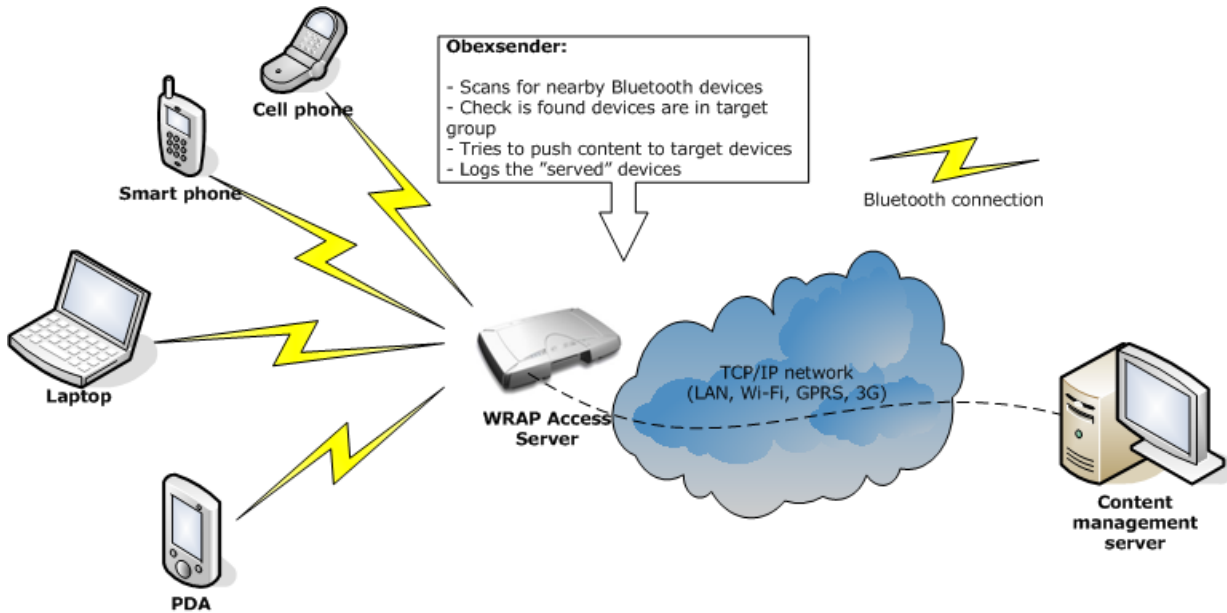 Obexsender:
- Scans for nearby Bluetooth devices
- Check is found devices are in target
group
- Tries to push content to target devices
- Logs the "served" devices
Cell phone
Smart phone
Bluetooth connection
Laptop
TCP/IP network
(LAN, Wi-Fi, GPRS, 3G)
WRAP Access
Server
Content
management
server
PDA